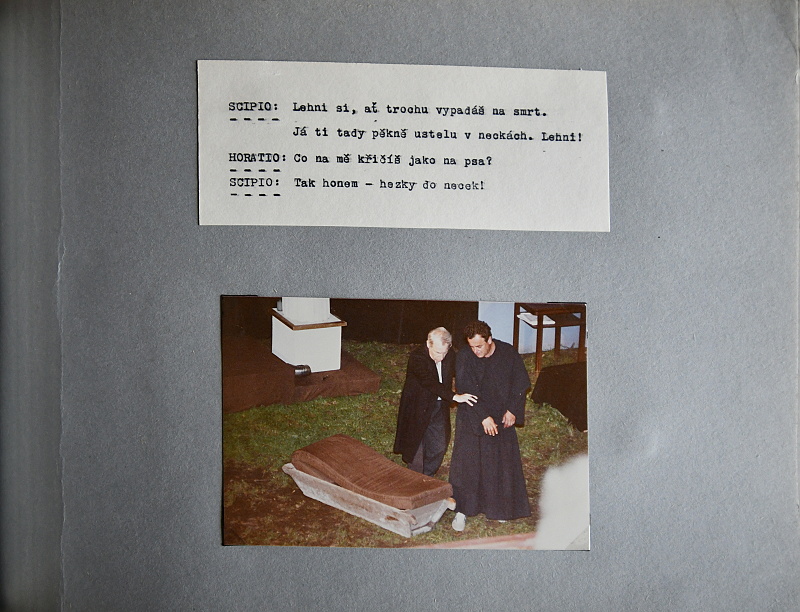 SCIPIO: Lehni si, ať trochu vypadáš na smrt.
Já ti tady pěkně ustelu v neckách. Lehni!
HORATIO: Co na mě křičíš jako na psa?
SCIPIO: Tak honem - hezky do necek!